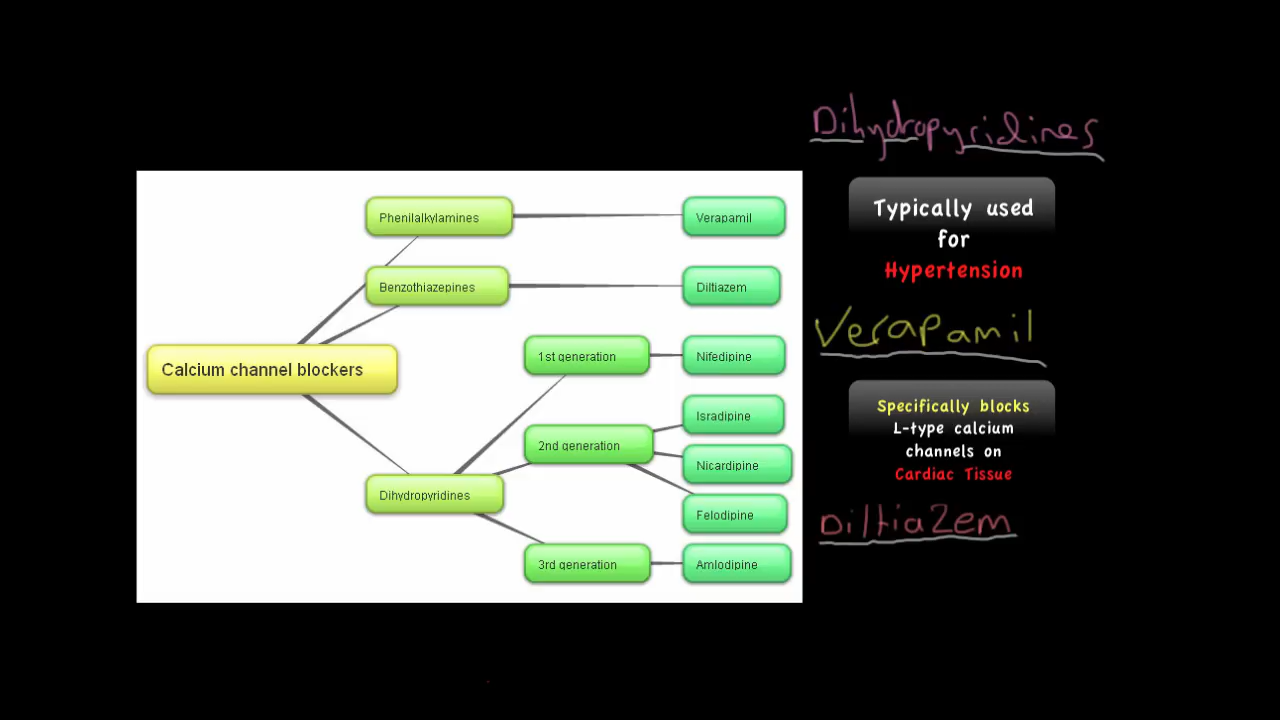 Dihydropyridines
Typically used
for
Hypertension
Verapamil
Specifically blocks
L-type calcium
channels on
Cardiac Tissue
Diltiazem
Calcium channel blockers
Phenilalkylamines
Verapamil
Benzothiazepines
Diltiazem
Dihydropyridines
1st generation
Nifedipine
2nd generation
Isradipine
Nicardipine
Felodipine
3rd generation
Amlodipine